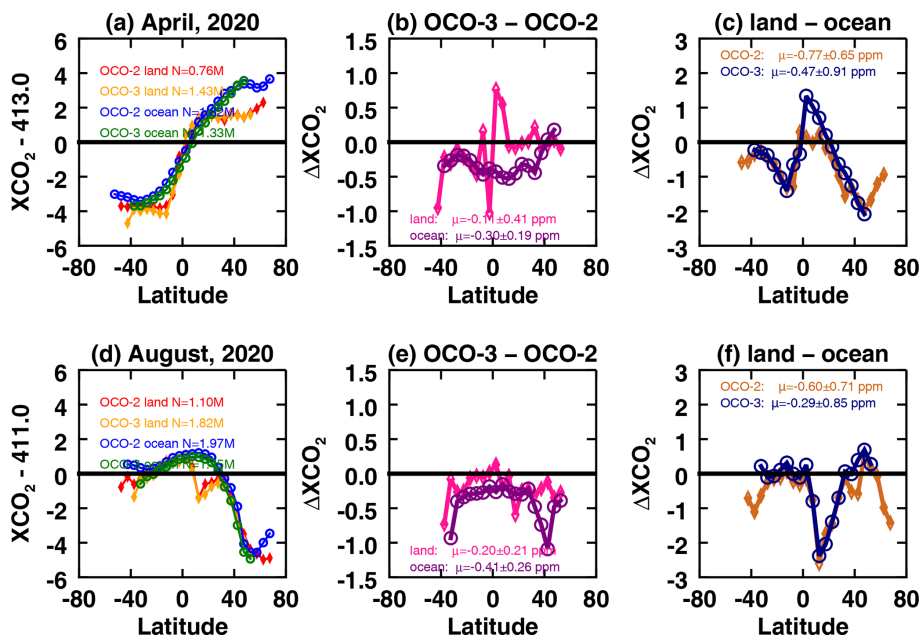 (a) April, 2020
(b) OCO-3 – OCO-2
(c) land – ocean
XCO₂ - 413.0
6
4
2
0
-2
-4
-6
OCO-2 land N=0.76M
OCO-3 land N=1.43M
OCO-2 ocean
OCO-3 ocean N=1.33M
-80 -40 0 40 80
Latitude
ΔXCO₂
1.5
1.0
0.5
0.0
-0.5
-1.0
-1.5
land: μ=-0.11±0.41 ppm
ocean: μ=-0.30±0.19 ppm
-80 -40 0 40 80
Latitude
ΔXCO₂
3
2
1
0
-1
-2
-3
OCO-2: μ=-0.77±0.65 ppm
OCO-3: μ=-0.47±0.91 ppm
-80 -40 0 40 80
Latitude
(d) August, 2020
(e) OCO-3 – OCO-2
(f) land – ocean
XCO₂ - 411.0
6
4
2
0
-2
-4
-6
OCO-2 land N=1.10M
OCO-3 land N=1.82M
OCO-2 ocean N=1.97M
-80 -40 0 40 80
Latitude
ΔXCO₂
1.5
1.0
0.5
0.0
-0.5
-1.0
-1.5
land: μ=-0.20±0.21 ppm
ocean: μ=-0.41±0.26 ppm
-80 -40 0 40 80
Latitude
ΔXCO₂
3
2
1
0
-1
-2
-3
OCO-2: μ=-0.60±0.71 ppm
OCO-3: μ=-0.29±0.85 ppm
-80 -40 0 40 80
Latitude